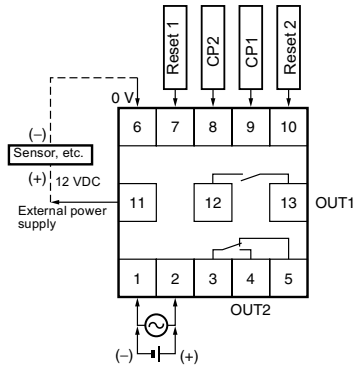 Reset 1
CP2
CP1
Reset 2
0 V
6
7
8
9
10
(−)
Sensor, etc.
(+)
12 VDC
External power
supply
11
12
13
OUT1
1
2
3
4
5
OUT2
(−)
(+)